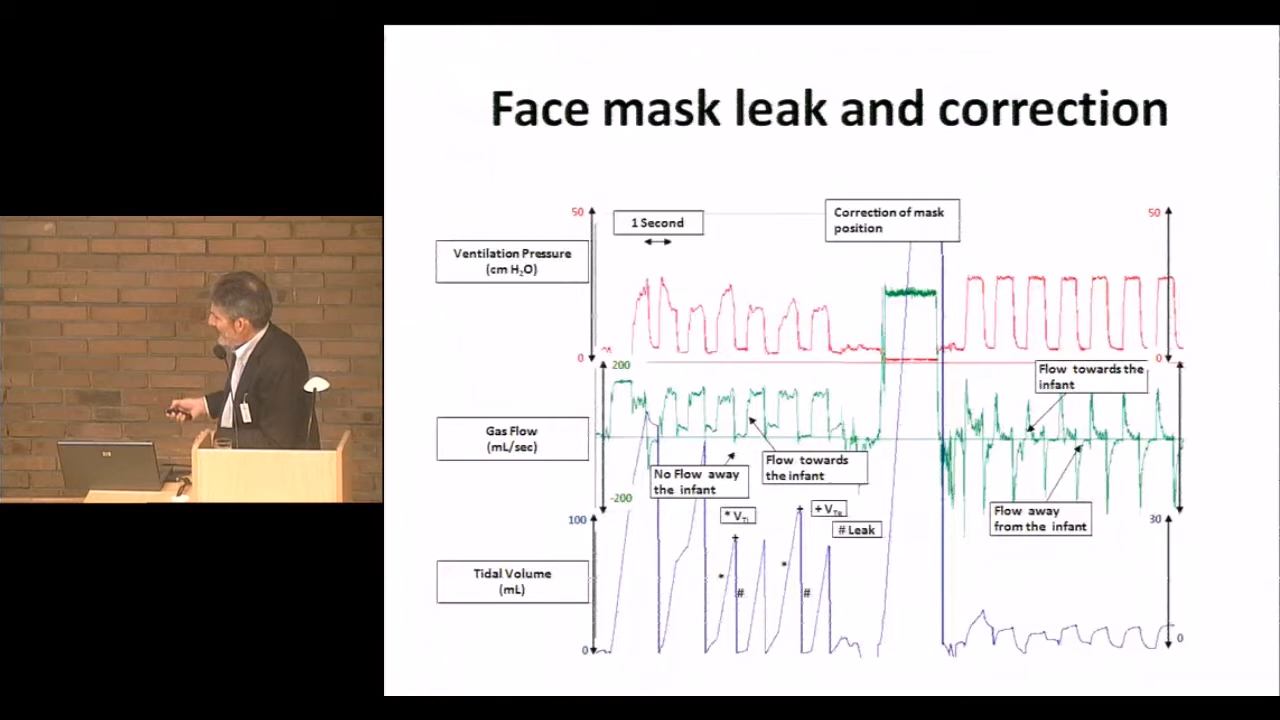 Face mask leak and correction
50
1 Second
Correction of mask
position
50
Ventilation Pressure
(cm H2O)
0
0
200
Flow towards the
infant
Gas Flow
(mL/sec)
No Flow away
the infant
Flow towards
the infant
-200
Flow away
from the infant
100
* VTi
+ VTe
# Leak
30
Tidal Volume
(mL)
+
+
*
*
#
#
0
0